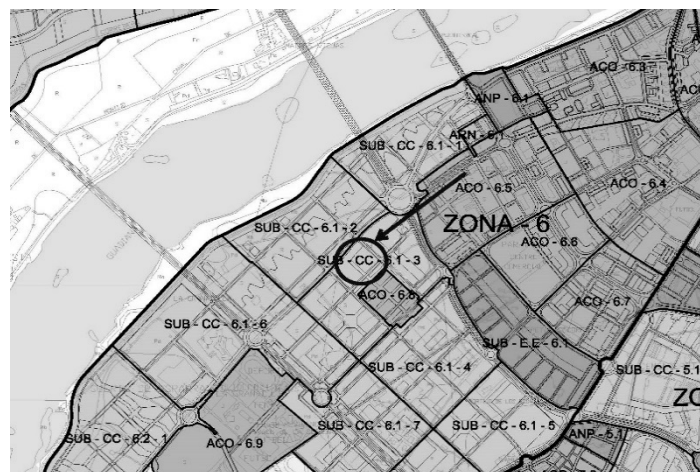 ACO - 6.3
ANP - 6.1
ARN - 6.1
SUB - CC - 6.1 - 1
ACO - 6.5
ACO - 6.4
ZONA - 6
SUB - CC - 6.1 - 2
ACO - 6.6
SUB - CC - 6.1 - 3
ACO - 6.8
ACO - 6.7
SUB - CC - 6.1 - 6
SUB - E.E - 6.1
SUB - CC - 6.1 - 4
SUB - CC - 5.1
ZO
SUB - CC - 6.2 - 1
ACO - 6.9
SUB - CC - 6.1 - 7
SUB - CC - 6.1 - 5
ANP - 5.1